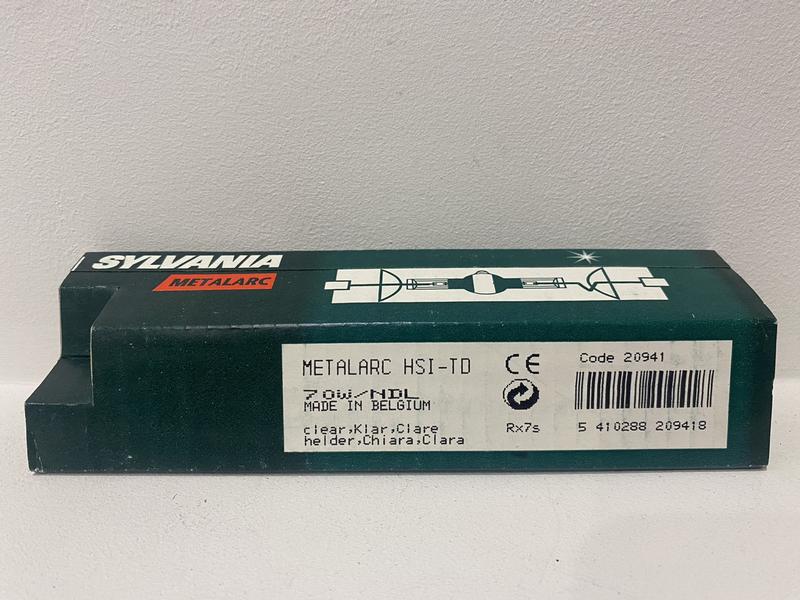 SYLVANIA
METALARC
METALARC HSI-TD
70W/NDL
MADE IN BELGIUM
clear,Klar,Clare
helder,Chiara,Clara
CE
Rx7s
Code 20941
5 410288 209418